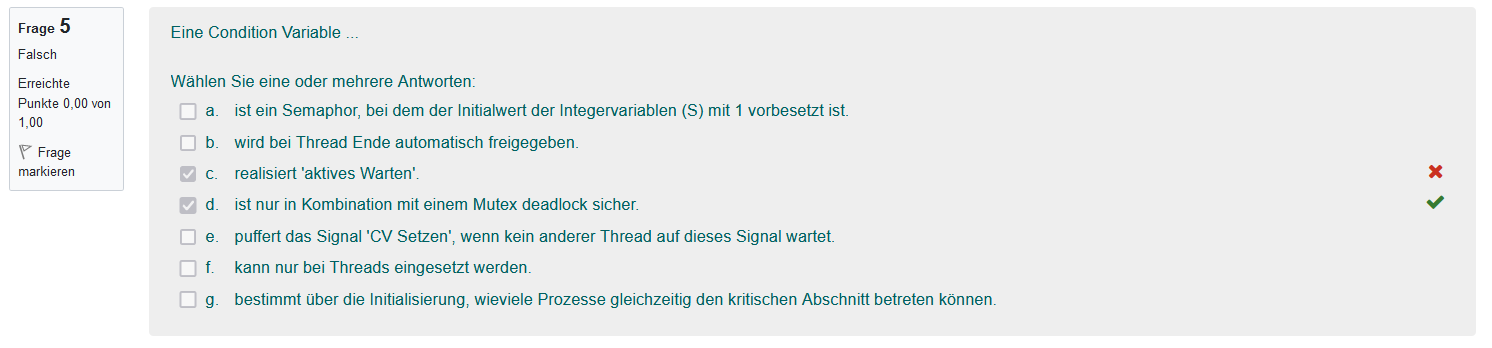 Frage 5
Falsch
Erreichte
Punkte 0,00 von
1,00
Frage
markieren
Eine Condition Variable ...
Wählen Sie eine oder mehrere Antworten:
a. ist ein Semaphor, bei dem der Initialwert der Integervariablen (S) mit 1 vorbesetzt ist.
b. wird bei Thread Ende automatisch freigegeben.
c. realisiert 'aktives Warten'.
d. ist nur in Kombination mit einem Mutex deadlock sicher.
e. puffert das Signal 'CV Setzen', wenn kein anderer Thread auf dieses Signal wartet.
f. kann nur bei Threads eingesetzt werden.
g. bestimmt über die Initialisierung, wieviele Prozesse gleichzeitig den kritischen Abschnitt betreten können.